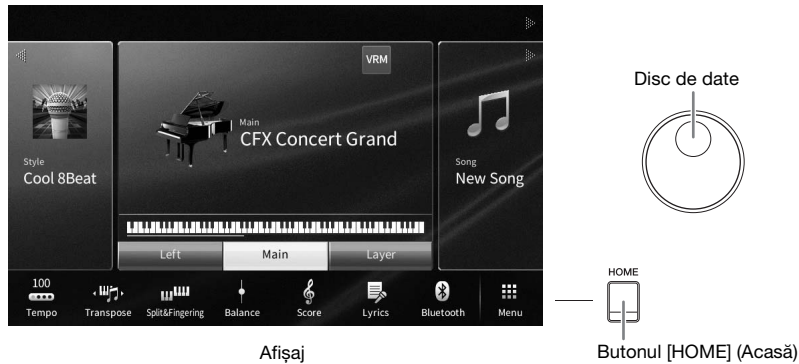 VRM
Main
CFX Concert Grand
Style
Cool 8Beat
Song
New Song
Left
Main
Layer
100
Tempo
Transpose
Split&Fingering
Balance
Score
Lyrics
Bluetooth
Menu
Afișaj
Disc de date
HOME
Butonul [HOME] (Acasă)